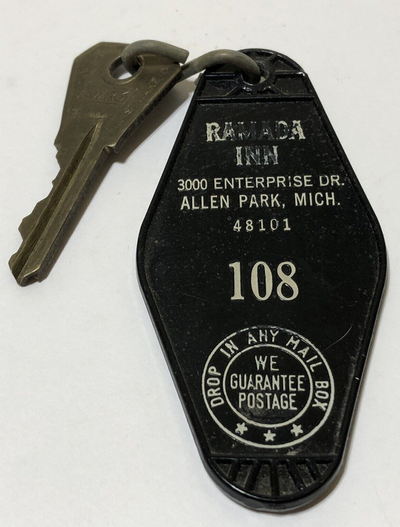 RAMADA
INN
3000 ENTERPRISE DR.
ALLEN PARK, MICH.
48101
108
DROP IN ANY MAIL BOX
WE
GUARANTEE
POSTAGE